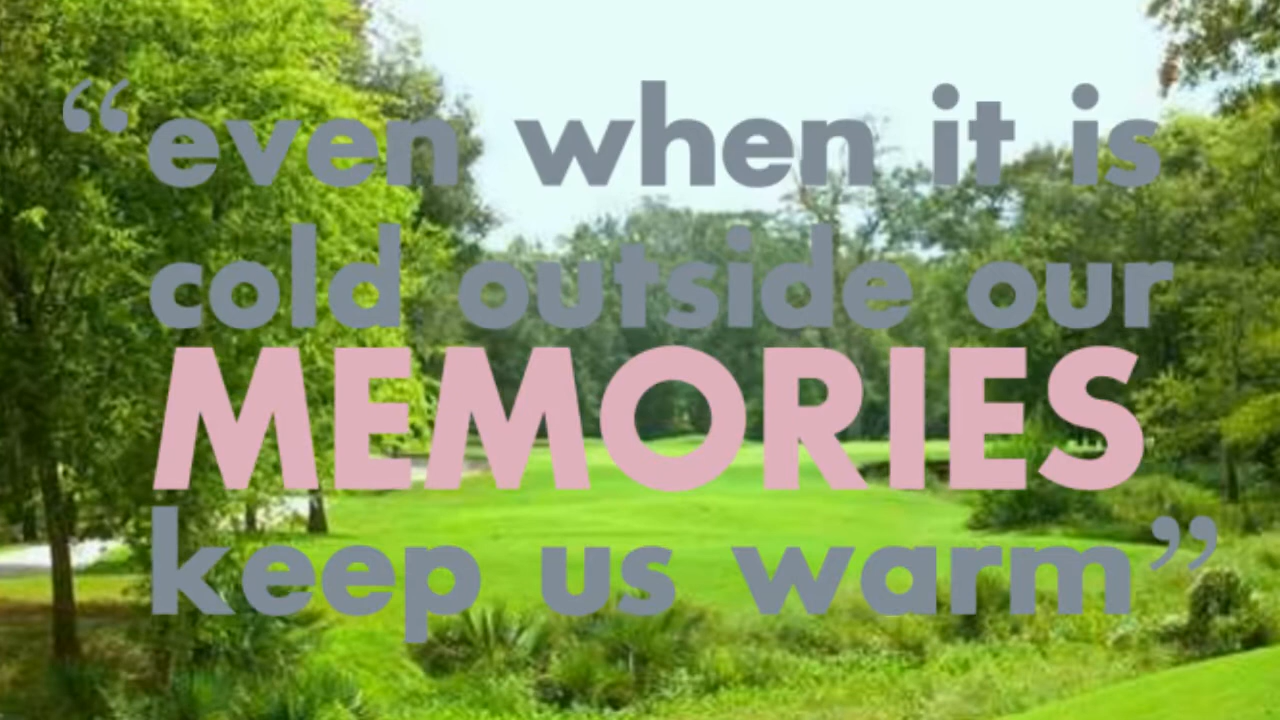 “even when it is
cold outside our
MEMORIES
keep us warm”